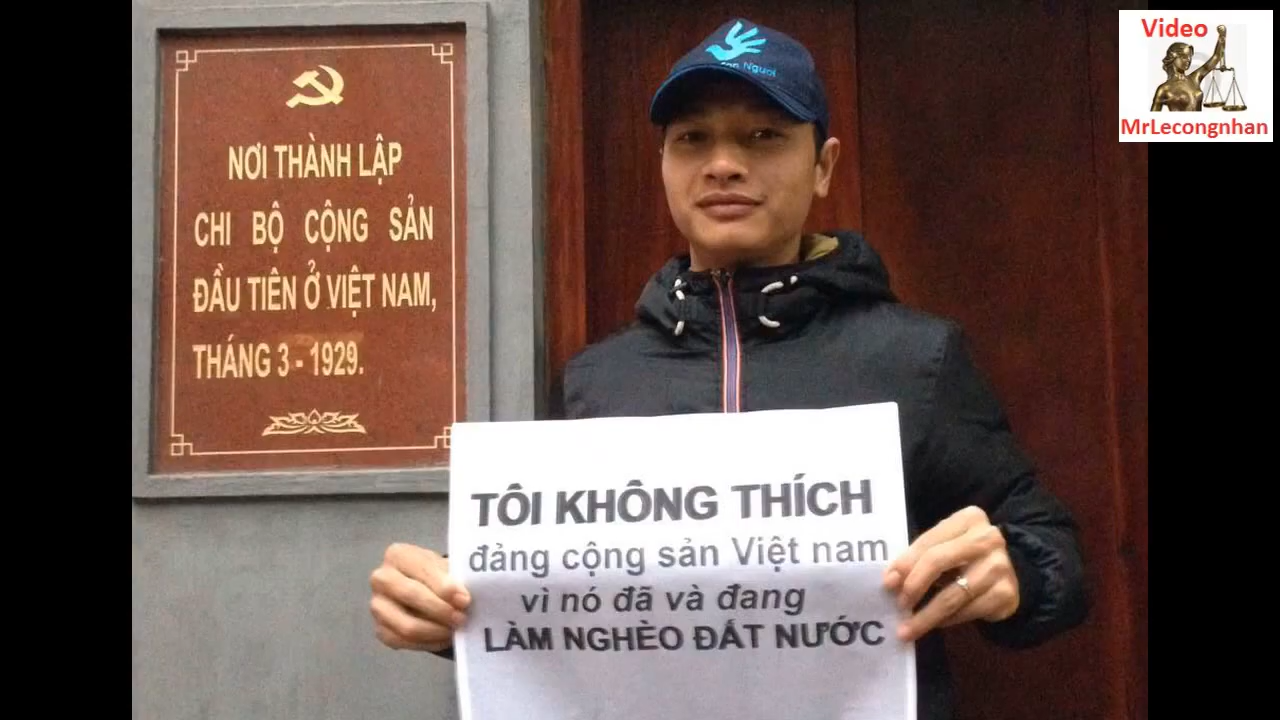 NƠI THÀNH LẬP
CHI BỘ CỘNG SẢN
ĐẦU TIÊN Ở VIỆT NAM,
THÁNG 3 - 1929.
Người
TÔI KHÔNG THÍCH
đảng cộng sản Việt nam
vì nó đã và đang
LÀM NGHÈO ĐẤT NƯỚC
Video
MrLecongnhan